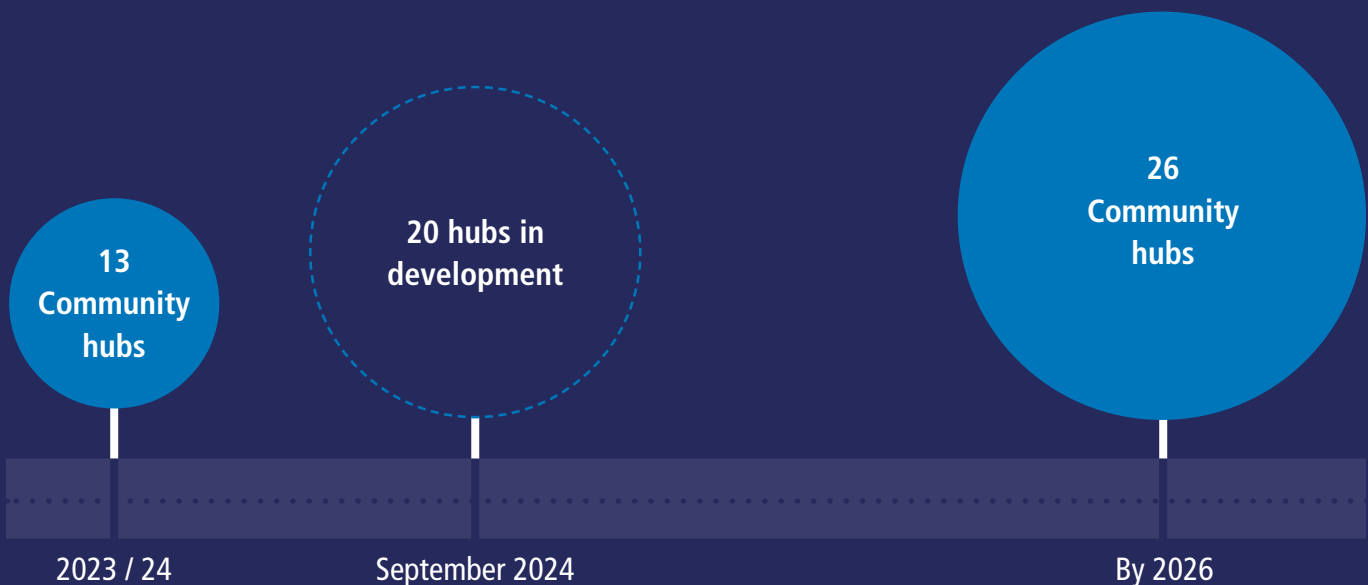 13
Community
hubs
20 hubs in
development
26
Community
hubs
2023 / 24
September 2024
By 2026